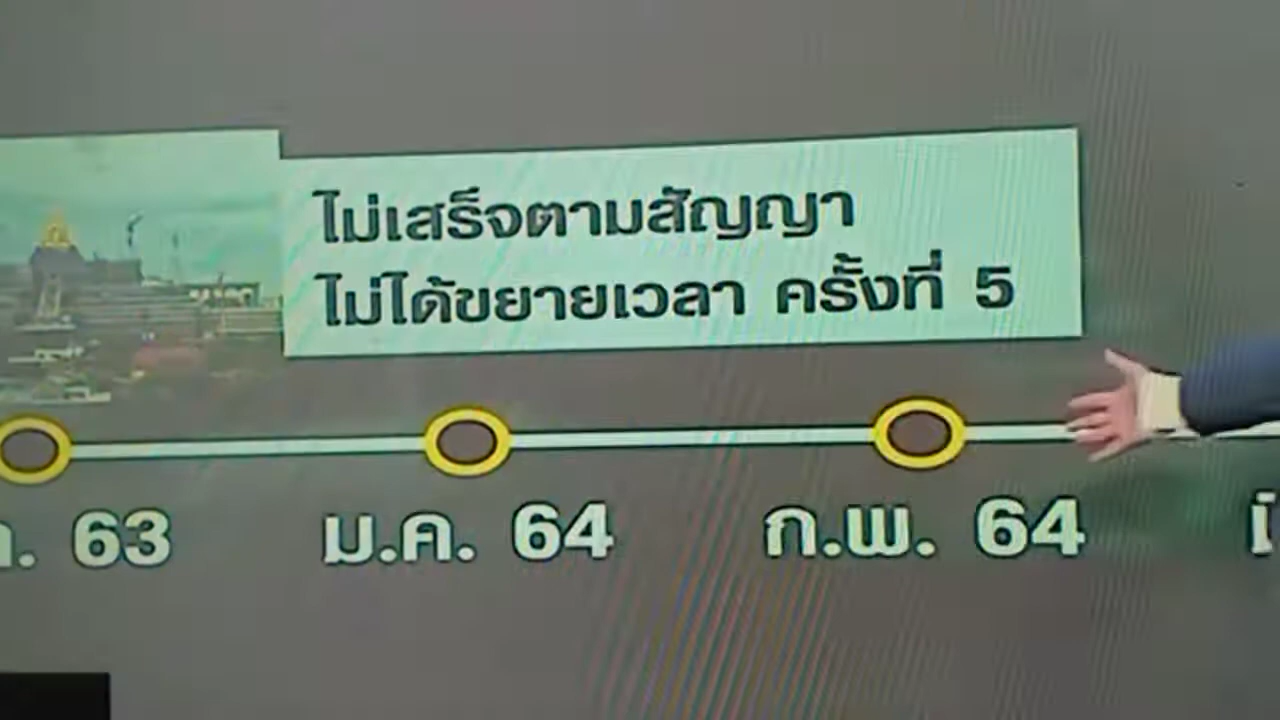 ไม่เสร็จตามสัญญา
ไม่ได้ขยายเวลา ครั้งที่ 5
63
ม.ค. 64
ก.พ. 64